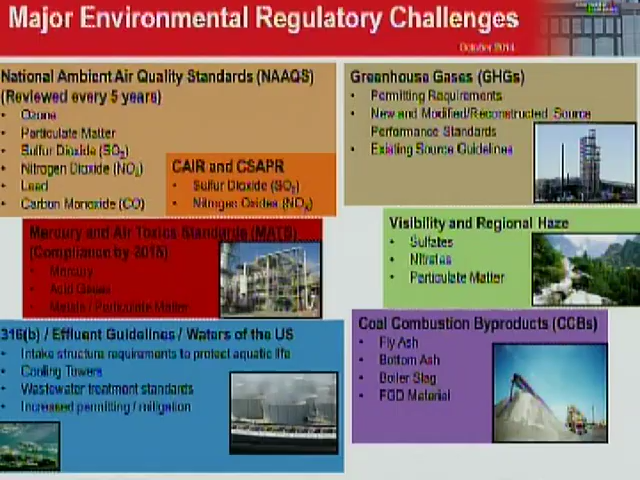 Major Environmental Regulatory Challenges
October 2014
National Ambient Air Quality Standards (NAAQS)
(Reviewed every 5 years)
• Ozone
• Particulate Matter
• Sulfur Dioxide (SO₂)
• Nitrogen Dioxide (NO₂)
• Lead
• Carbon Monoxide (CO)
CAIR and CSAPR
• Sulfur Dioxide (SO₂)
• Nitrogen Oxides (NOₓ)
Mercury and Air Toxics Standards (MATS)
(Compliance by 2015)
• Mercury
• Acid Gases
• Metals / Particulate Matter
316(b) / Effluent Guidelines / Waters of the US
• Intake structure requirements to protect aquatic life
• Cooling Towers
• Wastewater treatment standards
• Increased permitting / mitigation
Greenhouse Gases (GHGs)
• Permitting Requirements
• New and Modified/Reconstructed Source
Performance Standards
• Existing Source Guidelines
Visibility and Regional Haze
• Sulfates
• Nitrates
• Particulate Matter
Coal Combustion Byproducts (CCBs)
• Fly Ash
• Bottom Ash
• Boiler Slag
• FGD Material